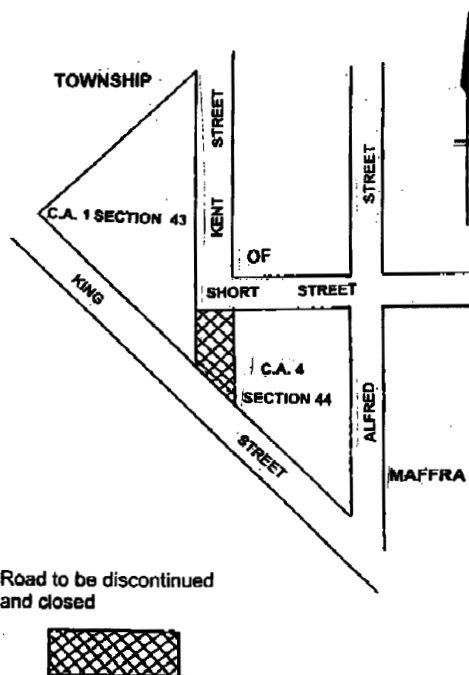 TOWNSHIP
STREET
STREET
C.A. 1 SECTION 43
KENT
OF
KING
SHORT STREET
C.A. 4
SECTION 44
ALFRED
STREET
MAFFRA
Road to be discontinued
and closed